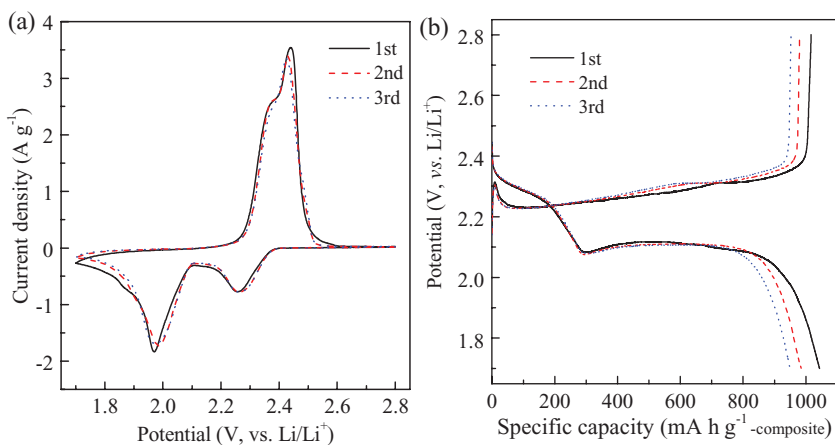 (a)
4
3
2
1
0
-1
-2
Current density (A g⁻¹)
1st
2nd
3rd
1.8 2.0 2.2 2.4 2.6 2.8
Potential (V, vs. Li/Li⁺)
(b)
2.8
2.6
2.4
2.2
2.0
1.8
Potential (V, vs. Li/Li⁺)
1st
2nd
3rd
0 200 400 600 800 1000
Specific capacity (mA h g⁻¹ -composite)